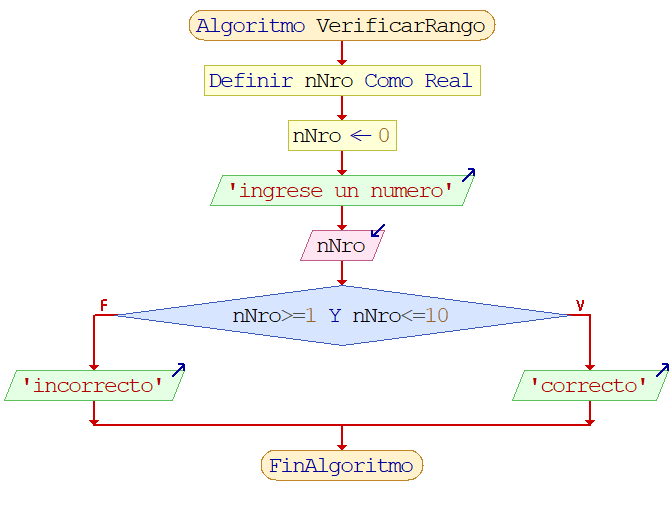 Algoritmo VerificarRango
Definir nNro Como Real
nNro ← 0
'ingrese un numero'
nNro
F
V
nNro>=1 Y nNro<=10
'incorrecto'
'correcto'
FinAlgoritmo